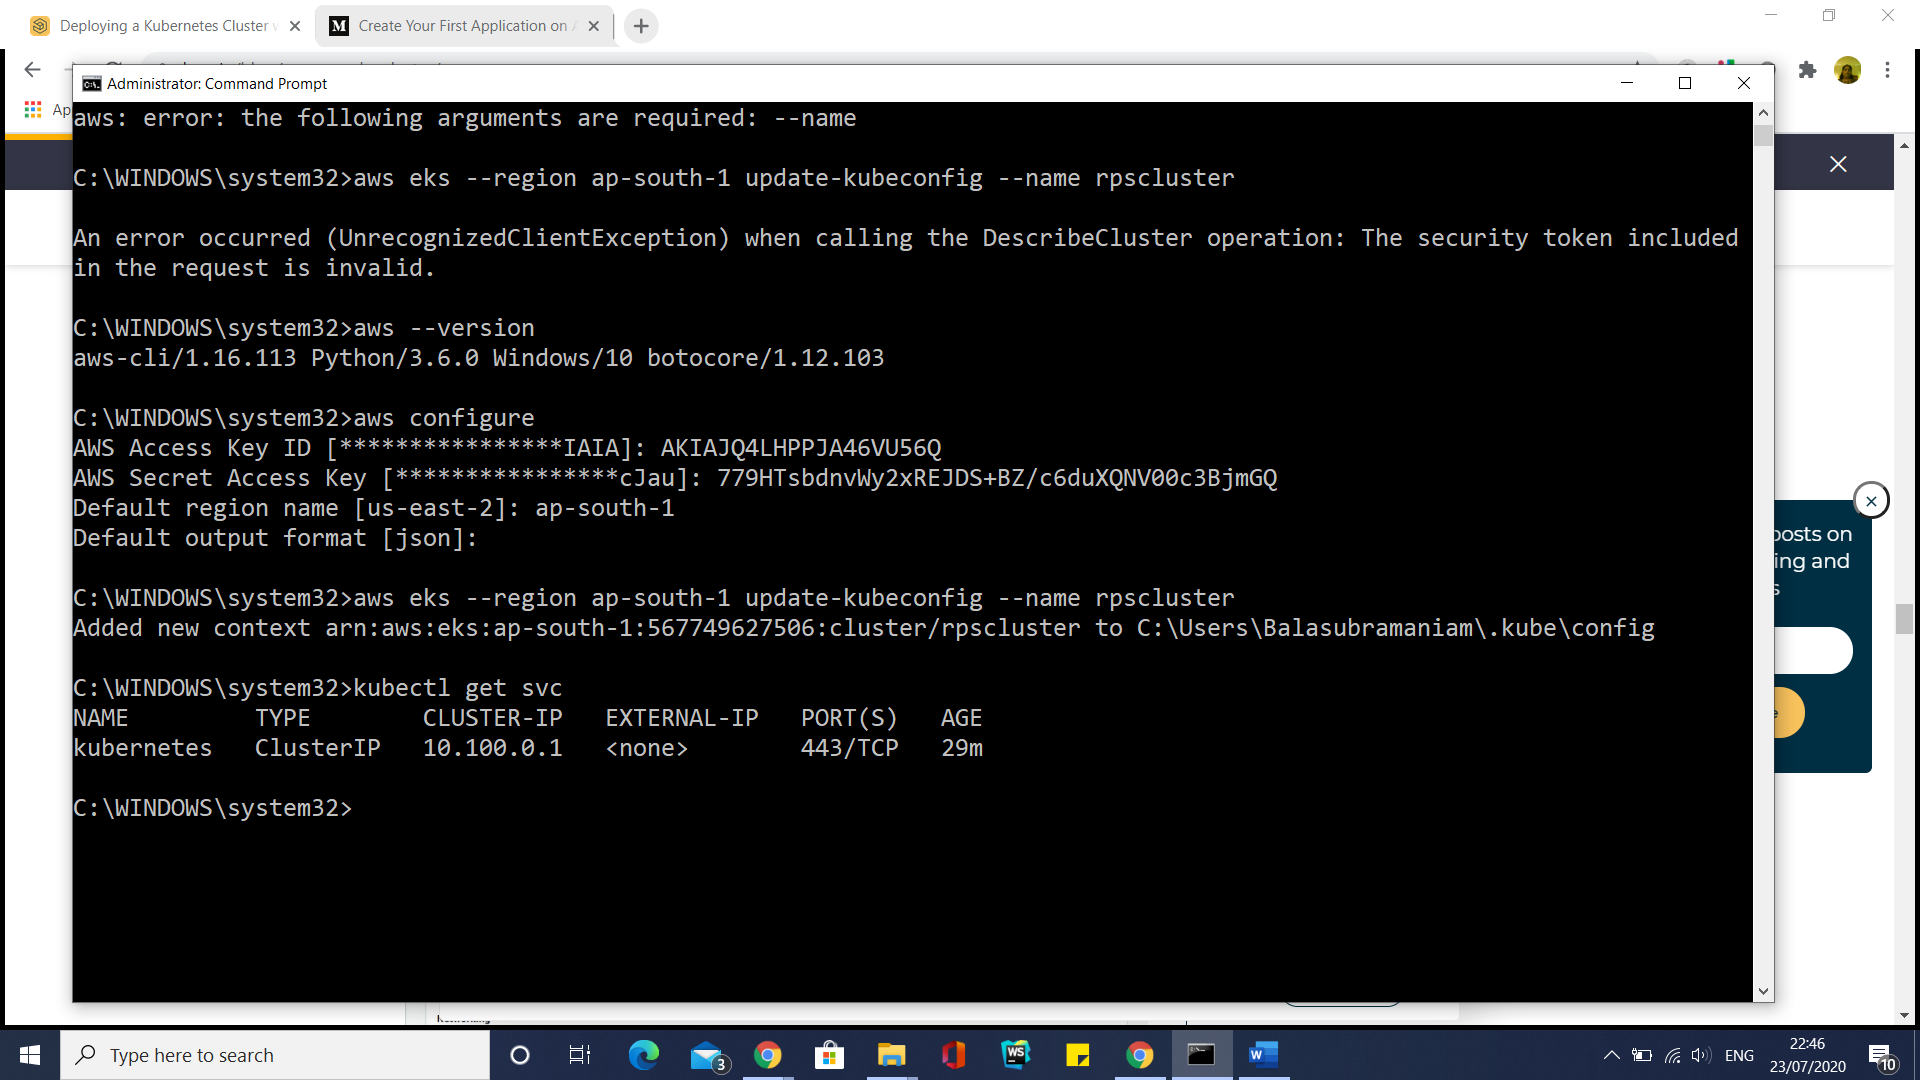 Deploying a Kubernetes Cluster
Create Your First Application on
Administrator: Command Prompt
aws: error: the following arguments are required: --name
C:\WINDOWS\system32>aws eks --region ap-south-1 update-kubeconfig --name rpscluster
An error occurred (UnrecognizedClientException) when calling the DescribeCluster operation: The security token included
in the request is invalid.
C:\WINDOWS\system32>aws --version
aws-cli/1.16.113 Python/3.6.0 Windows/10 botocore/1.12.103
C:\WINDOWS\system32>aws configure
AWS Access Key ID [****************IAIA]: [credential redacted]
AWS Secret Access Key [****************cJau]: [credential redacted]
Default region name [us-east-2]: ap-south-1
Default output format [json]:
C:\WINDOWS\system32>aws eks --region ap-south-1 update-kubeconfig --name rpscluster
Added new context arn:aws:eks:ap-south-1:567749627506:cluster/rpscluster to C:\Users\Balasubramaniam\.kube\config
C:\WINDOWS\system32>kubectl get svc
NAME TYPE CLUSTER-IP EXTERNAL-IP PORT(S) AGE
kubernetes ClusterIP 10.100.0.1 <none> 443/TCP 29m
C:\WINDOWS\system32>
posts on
ing and
s
Type here to search
3
WS
W
ENG
22:46
23/07/2020
10